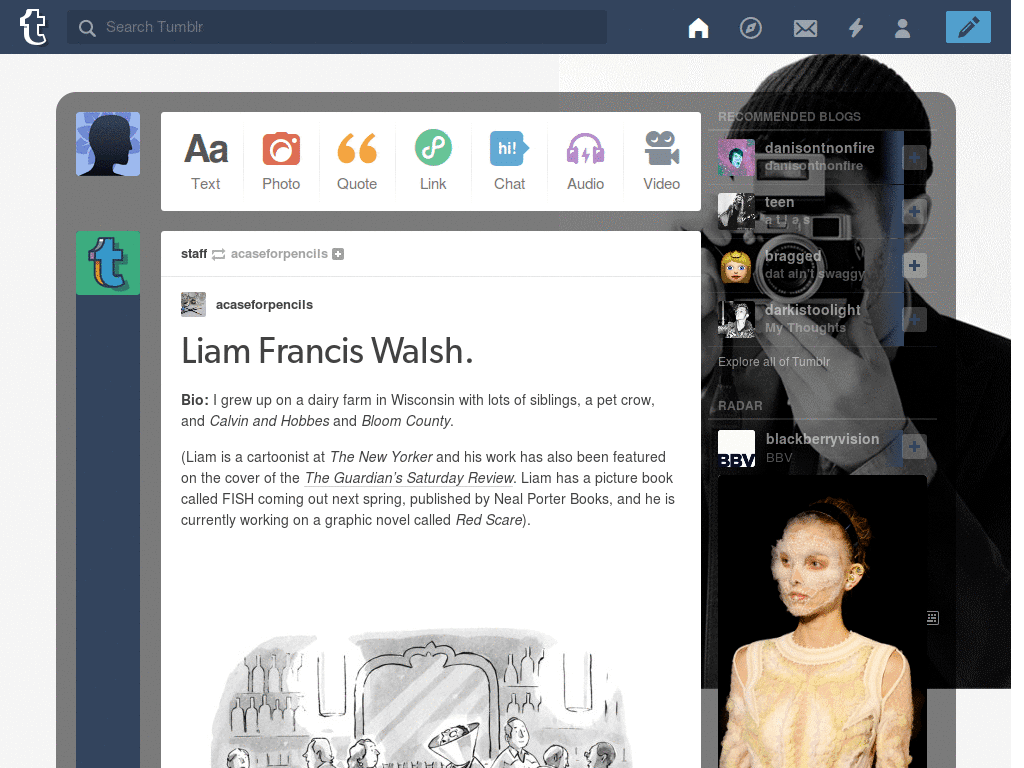 Search Tumblr
Aa
Text
Photo
Quote
Link
hi!
Chat
Audio
Video
staff acaseforpencils
acaseforpencils
Liam Francis Walsh.
Bio: I grew up on a dairy farm in Wisconsin with lots of siblings, a pet crow,
and Calvin and Hobbes and Bloom County.
(Liam is a cartoonist at The New Yorker and his work has also been featured
on the cover of the The Guardian’s Saturday Review. Liam has a picture book
called FISH coming out next spring, published by Neal Porter Books, and he is
currently working on a graphic novel called Red Scare).
RECOMMENDED BLOGS
danisontnonfire
danisontnonfire
teen
bragged
dat ain't swaggy
darkistoolight
My Thoughts
Explore all of Tumblr
RADAR
blackberryvision
BBV
BBV